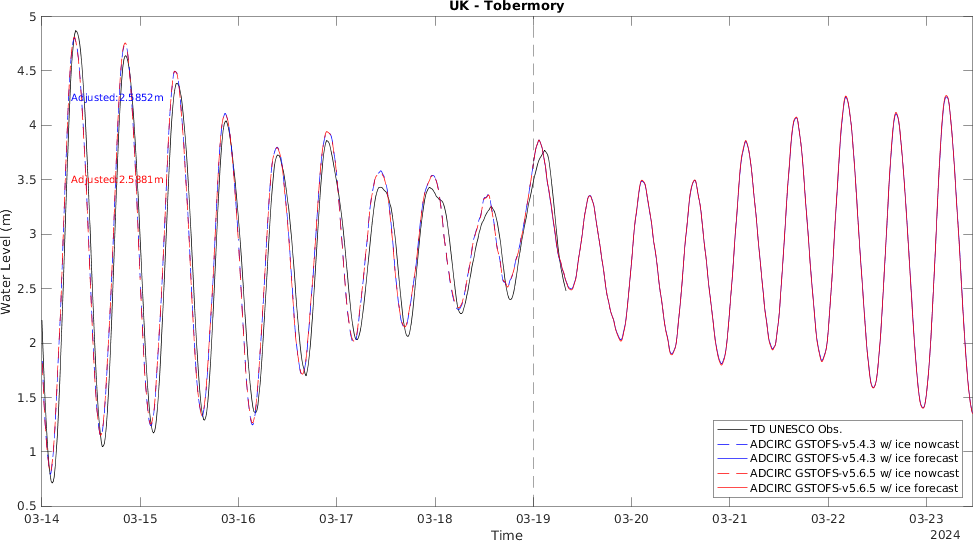 UK - Tobermory
5
4.5
4
3.5
3
2.5
2
1.5
1
0.5
Water Level (m)
Adjusted:2.5852m
Adjusted:2.5881m
TD UNESCO Obs.
ADCIRC GSTOFS-v5.4.3 w/ ice nowcast
ADCIRC GSTOFS-v5.4.3 w/ ice forecast
ADCIRC GSTOFS-v5.6.5 w/ ice nowcast
ADCIRC GSTOFS-v5.6.5 w/ ice forecast
03-14 03-15 03-16 03-17 03-18 03-19 03-20 03-21 03-22 03-23
Time
2024